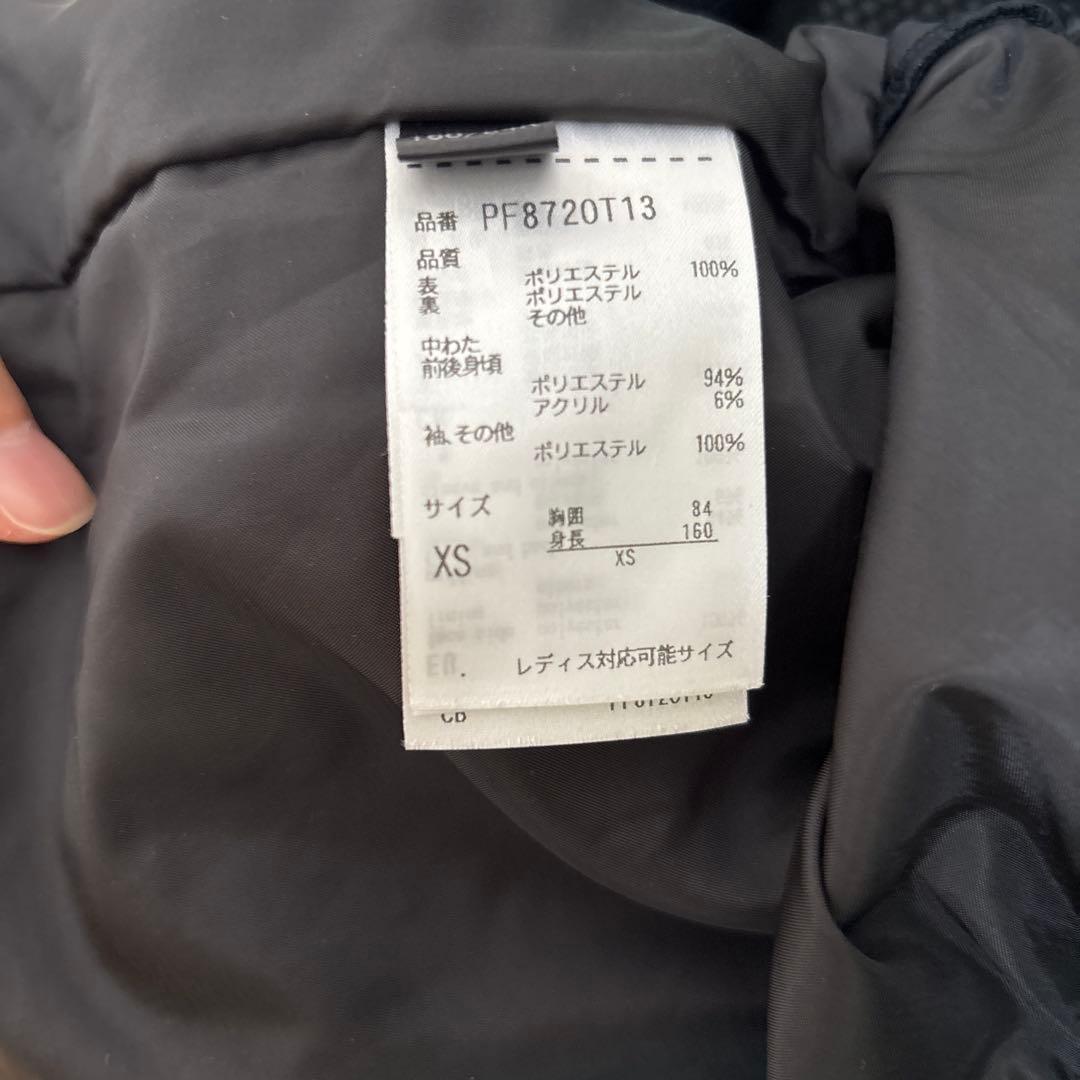 品番 PF8720T13
品質
表 ポリエステル 100%
裏 ポリエステル
その他
中わた
前後身頃
ポリエステル 94%
アクリル 6%
袖、その他
ポリエステル 100%
サイズ 胸囲 84
身長 160
XS XS
レディス対応可能サイズ
CB